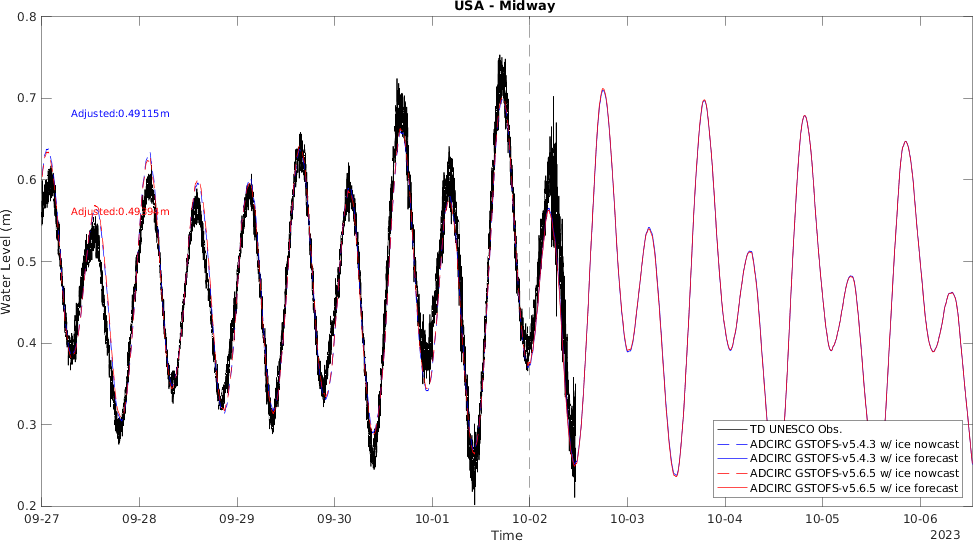 USA - Midway
0.8
0.7
0.6
0.5
0.4
0.3
0.2
Water Level (m)
Adjusted:0.49115m
09-27
09-28
09-29
09-30
10-01
10-02
10-03
10-04
10-05
10-06
Time
2023
TD UNESCO Obs.
ADCIRC GSTOFS-v5.4.3 w/ ice nowcast
ADCIRC GSTOFS-v5.4.3 w/ ice forecast
ADCIRC GSTOFS-v5.6.5 w/ ice nowcast
ADCIRC GSTOFS-v5.6.5 w/ ice forecast